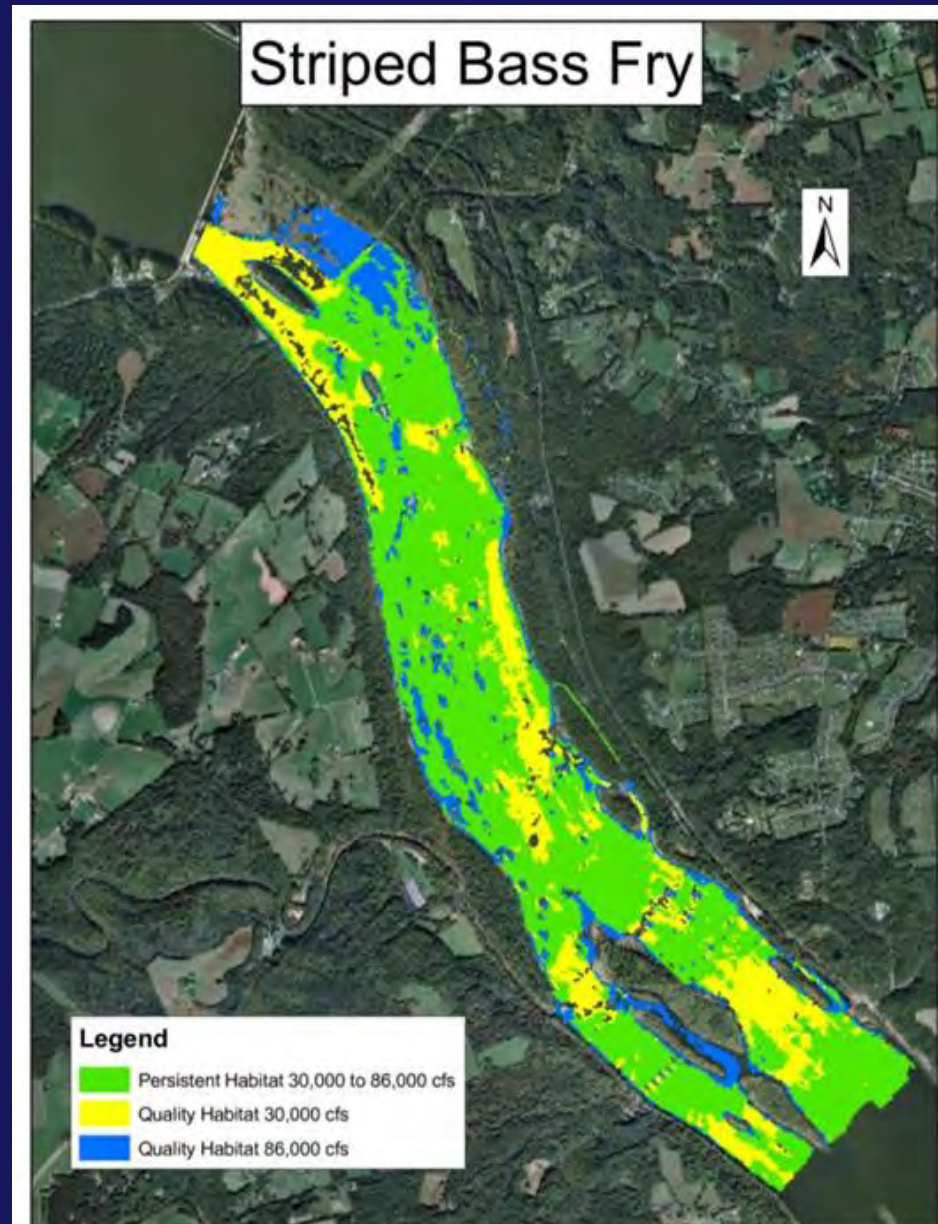 Striped Bass Fry
N
Legend
Persistent Habitat 30,000 to 86,000 cfs
Quality Habitat 30,000 cfs
Quality Habitat 86,000 cfs